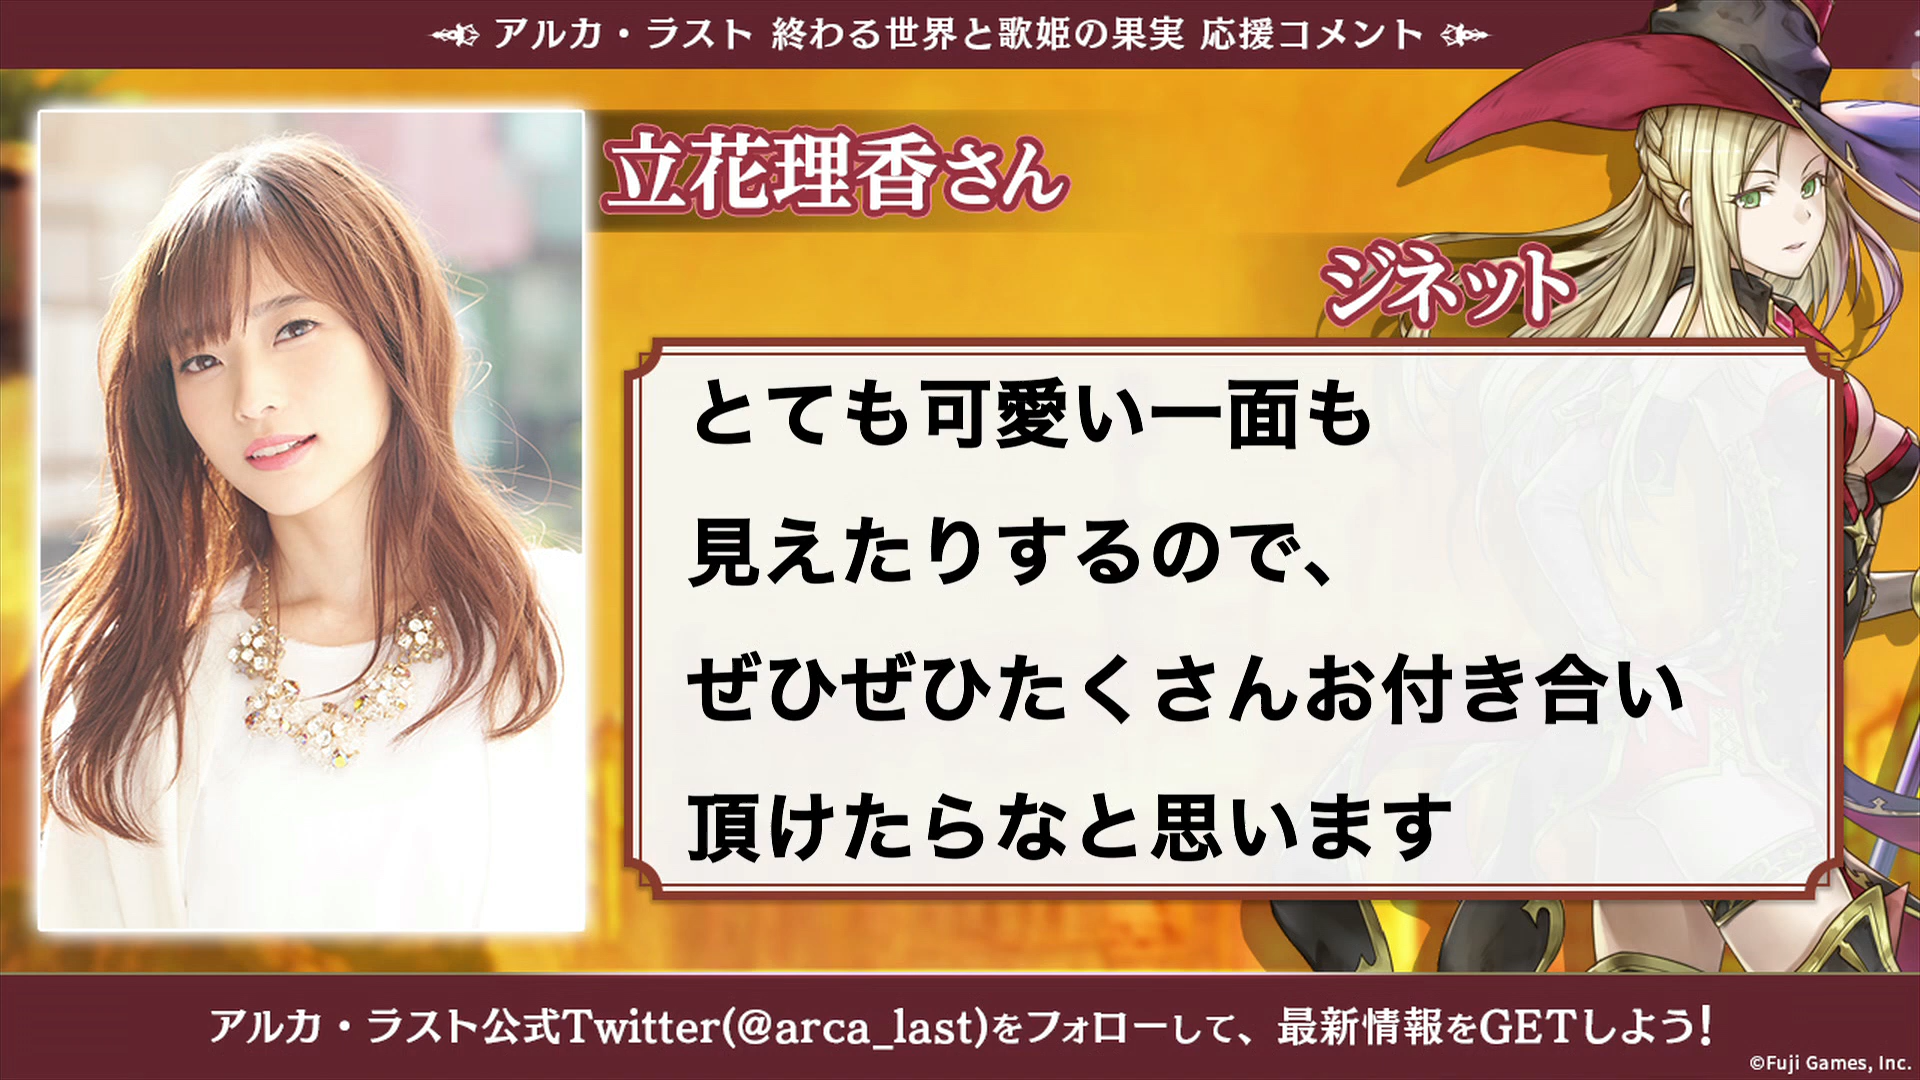 アルカ・ラスト 終わる世界と歌姫の果実 応援コメント
立花理香さん
ジネット
とても可愛い一面も
見えたりするので、
ぜひぜひたくさんお付き合い
頂けたらなと思います
アルカ・ラスト公式Twitter(@arca_last)をフォローして、最新情報をGETしよう!
©Fuji Games, Inc.